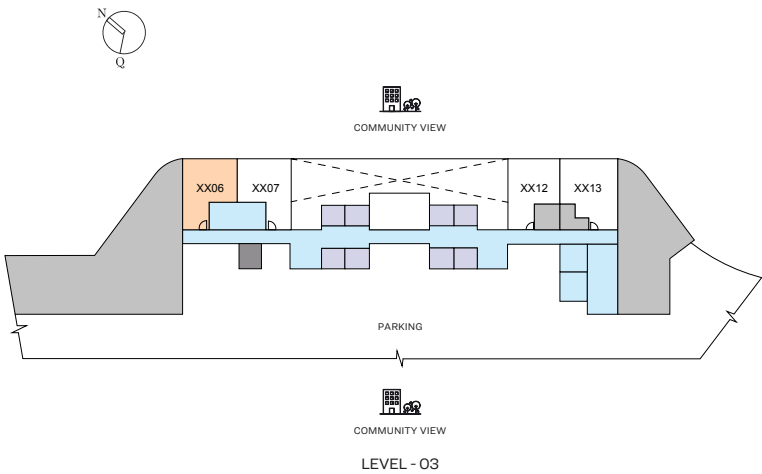 N
Q
COMMUNITY VIEW
XX06
XX07
XX12
XX13
PARKING
COMMUNITY VIEW
LEVEL - 03